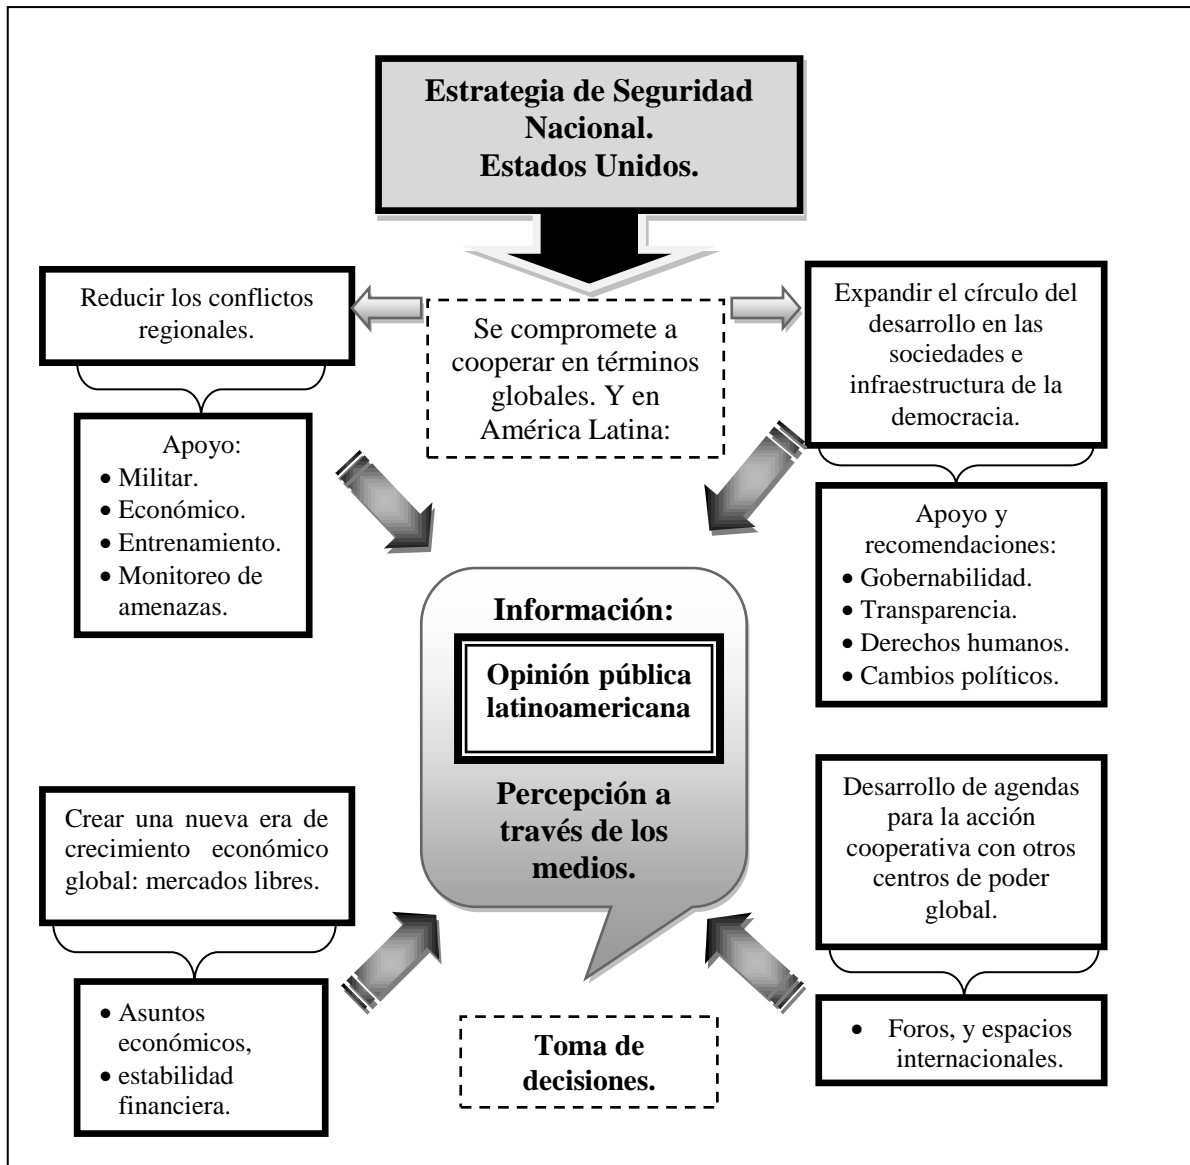 Estrategia de Seguridad
Nacional.
Estados Unidos.
Reducir los conflictos
regionales.
Se compromete a
cooperar en términos
globales. Y en
América Latina:
Expandir el círculo del
desarrollo en las
sociedades e
infraestructura de la
democracia.
Apoyo:
• Militar.
• Económico.
• Entrenamiento.
• Monitoreo de
amenazas.
Apoyo y
recomendaciones:
• Gobernabilidad.
• Transparencia.
• Derechos humanos.
• Cambios políticos.
Información:
Opinión pública
latinoamericana
Percepción a
través de los
medios.
Crear una nueva era de
crecimiento económico
global: mercados libres.
Desarrollo de agendas
para la acción
cooperativa con otros
centros de poder
global.
• Asuntos
económicos,
• estabilidad
financiera.
Toma de
decisiones.
• Foros, y espacios
internacionales.